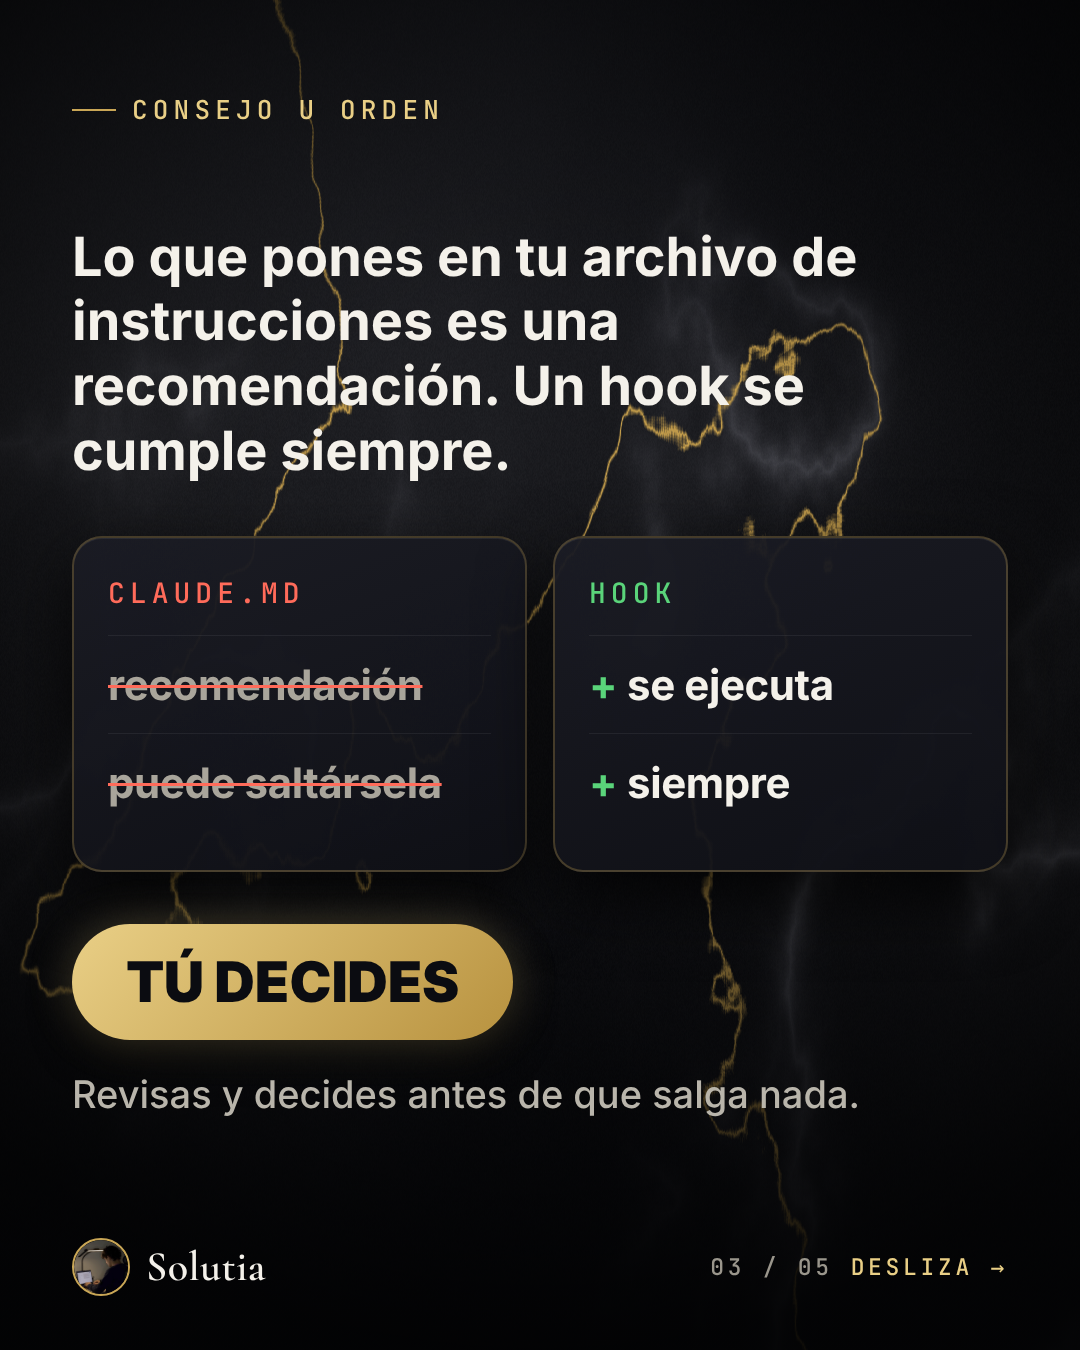 CONSEJO U ORDEN
Lo que pones en tu archivo de
instrucciones es una
recomendación. Un hook se
cumple siempre.
CLAUDE.MD
recomendación
puede saltársela
HOOK
+ se ejecuta
+ siempre
TÚ DECIDES
Revisas y decides antes de que salga nada.
Solutia
03 / 05 DESLIZA →